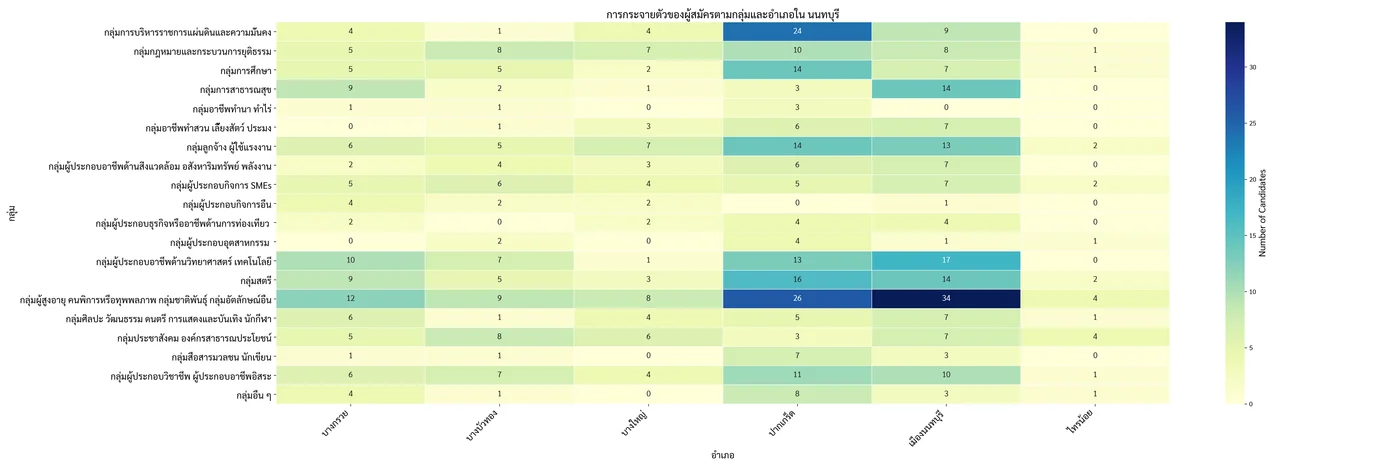 การกระจายตัวของผู้สมัครตามกลุ่มและอำเภอใน นนทบุรี
กลุ่มการบริหารราชการแผ่นดินและความมั่นคง 4 1 4 24 9 0
กลุ่มกฎหมายและกระบวนการยุติธรรม 5 8 7 10 8 1
กลุ่มการศึกษา 5 5 2 14 7 1
กลุ่มการสาธารณสุข 9 2 1 3 14 0
กลุ่มอาชีพทำนา ทำไร่ 1 1 0 3 0 0
กลุ่มอาชีพทำสวน เลี้ยงสัตว์ ประมง 0 1 3 6 7 0
กลุ่มลูกจ้าง ผู้ใช้แรงงาน 6 5 7 14 13 2
กลุ่มผู้ประกอบอาชีพด้านสิ่งแวดล้อม อสังหาริมทรัพย์ พลังงาน 2 4 3 6 7 0
กลุ่มผู้ประกอบกิจการ SMEs 5 6 4 5 7 2
กลุ่มผู้ประกอบกิจการอื่น 4 2 2 0 1 0
กลุ่มผู้ประกอบธุรกิจหรืออาชีพด้านการท่องเที่ยว 2 0 2 4 4 0
กลุ่มผู้ประกอบอุตสาหกรรม 0 2 0 4 1 1
กลุ่มผู้ประกอบอาชีพด้านวิทยาศาสตร์ เทคโนโลยี 10 7 1 13 17 0
กลุ่มสตรี 9 5 3 16 14 2
กลุ่มผู้สูงอายุ คนพิการหรือทุพพลภาพ กลุ่มชาติพันธุ์ กลุ่มอัตลักษณ์อื่น 12 9 8 26 34 4
กลุ่มศิลปะ วัฒนธรรม ดนตรี การแสดงและบันเทิง นักกีฬา 6 1 4 5 7 1
กลุ่มประชาสังคม องค์กรสาธารณประโยชน์ 5 8 6 3 7 4
กลุ่มสื่อสารมวลชน นักเขียน 1 1 0 7 3 0
กลุ่มผู้ประกอบวิชาชีพ ผู้ประกอบอาชีพอิสระ 6 7 4 11 10 1
กลุ่มอื่น ๆ 4 1 0 8 3 1
กลุ่ม
บางกรวย บางบัวทอง บางใหญ่ ปากเกร็ด เมืองนนทบุรี ไทรน้อย
อำเภอ
30
25
20
15
10
5
0
Number of Candidates